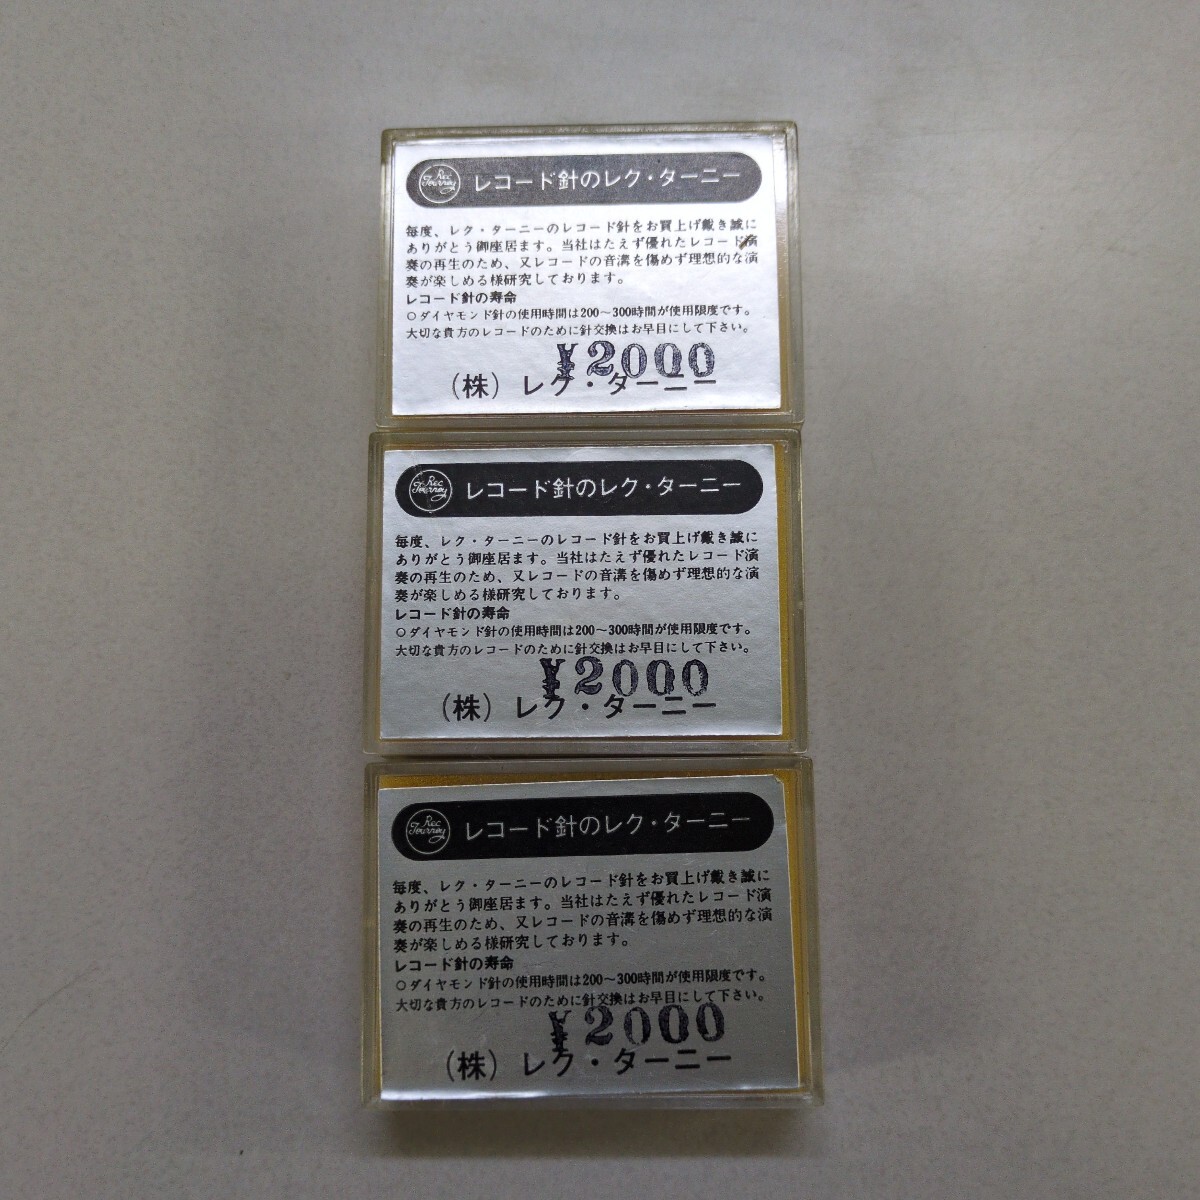 Rec
Tourney
レコード針のレク・ターニー
毎度、レク・ターニーのレコード針をお買上げ戴き誠に
ありがとう御座居ます。当社はたえず優れたレコード演
奏の再生のため、又レコードの音溝を傷めず理想的な演
奏が楽しめる様研究しております。
レコード針の寿命
○ダイヤモンド針の使用時間は200～300時間が使用限度です。
大切な貴方のレコードのために針交換はお早目にして下さい。
¥2000
(株) レク・ターニー
Rec
Tourney
レコード針のレク・ターニー
毎度、レク・ターニーのレコード針をお買上げ戴き誠に
ありがとう御座居ます。当社はたえず優れたレコード演
奏の再生のため、又レコードの音溝を傷めず理想的な演
奏が楽しめる様研究しております。
レコード針の寿命
○ダイヤモンド針の使用時間は200～300時間が使用限度です。
大切な貴方のレコードのために針交換はお早目にして下さい。
¥2000
(株) レク・ターニー
Rec
Tourney
レコード針のレク・ターニー
毎度、レク・ターニーのレコード針をお買上げ戴き誠に
ありがとう御座居ます。当社はたえず優れたレコード演
奏の再生のため、又レコードの音溝を傷めず理想的な演
奏が楽しめる様研究しております。
レコード針の寿命
○ダイヤモンド針の使用時間は200～300時間が使用限度です。
大切な貴方のレコードのために針交換はお早目にして下さい。
¥2000
(株) レク・ターニー